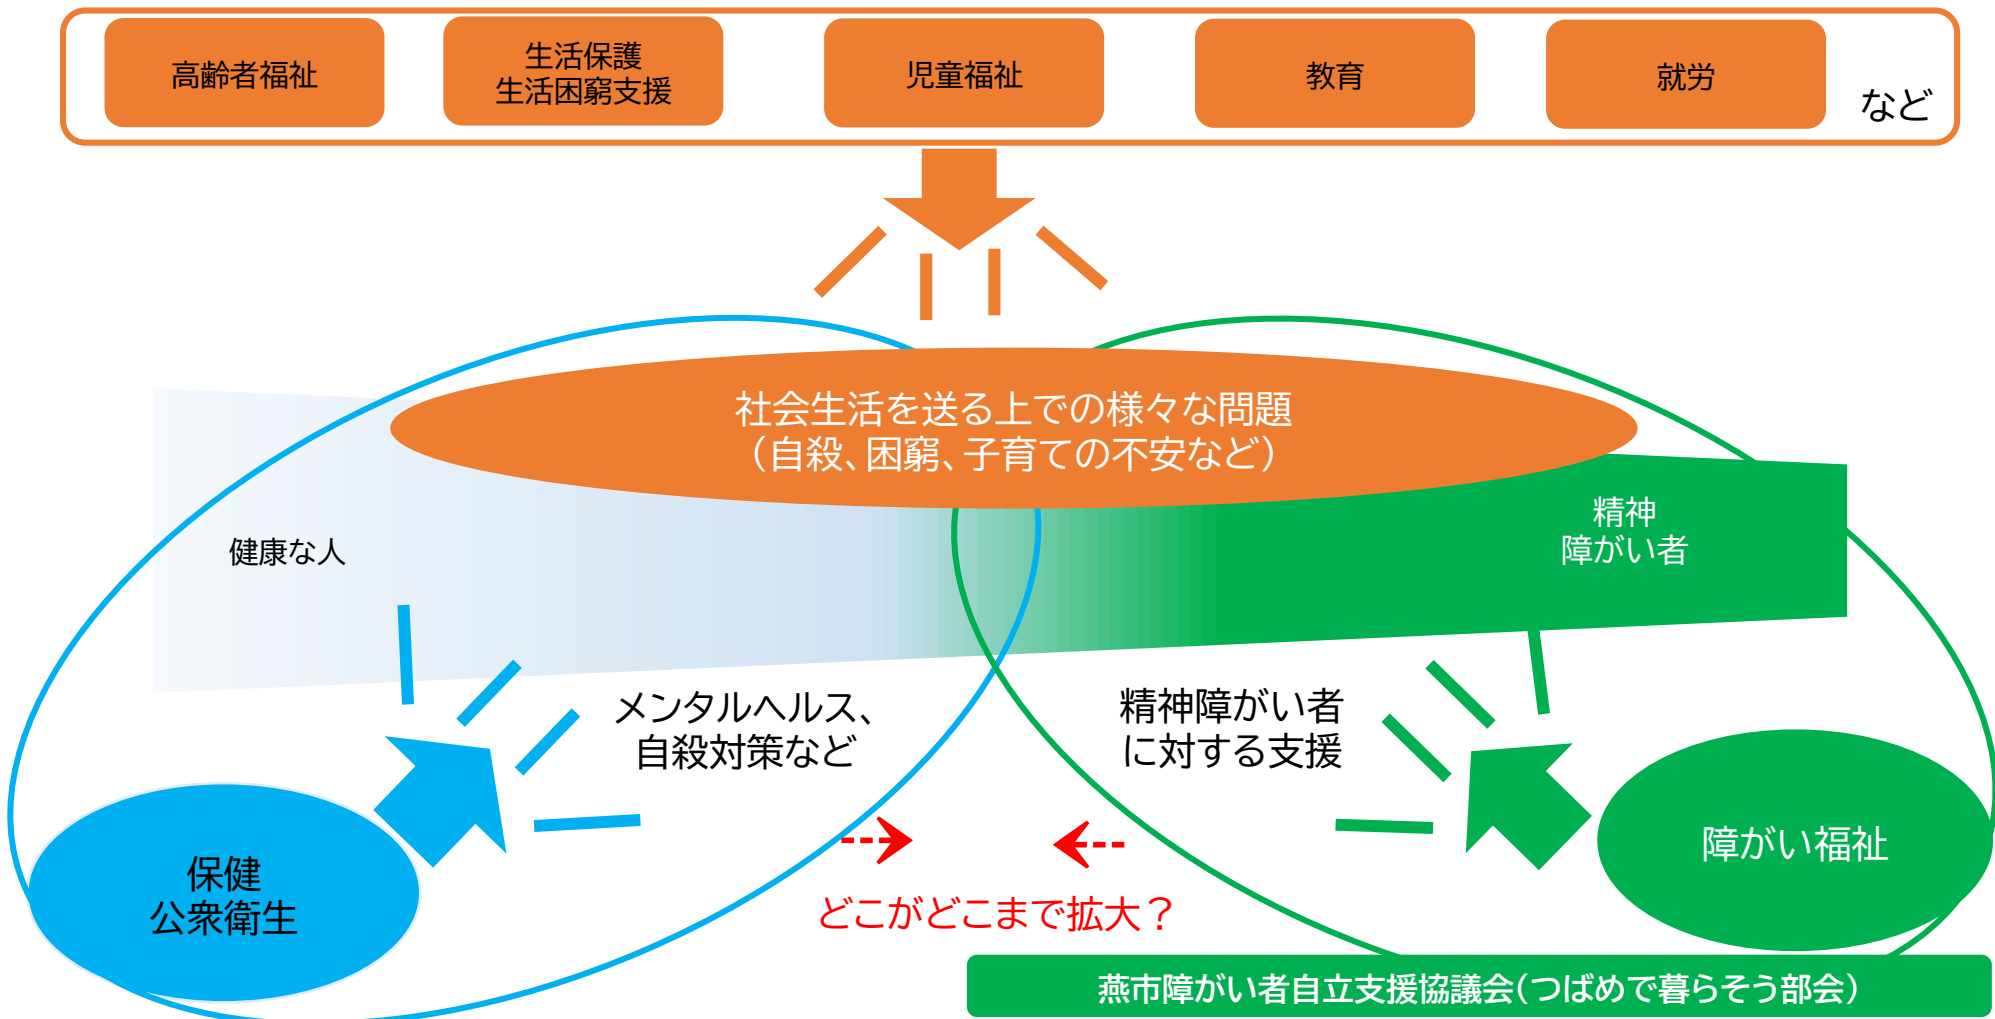 高齢者福祉
生活保護
生活困窮支援
児童福祉
教育
就労
など
社会生活を送る上での様々な問題
（自殺、困窮、子育ての不安など）
健康な人
精神
障がい者
メンタルヘルス、
自殺対策など
精神障がい者
に対する支援
保健
公衆衛生
障がい福祉
どこがどこまで拡大？
燕市障がい者自立支援協議会（つばめで暮らそう部会）